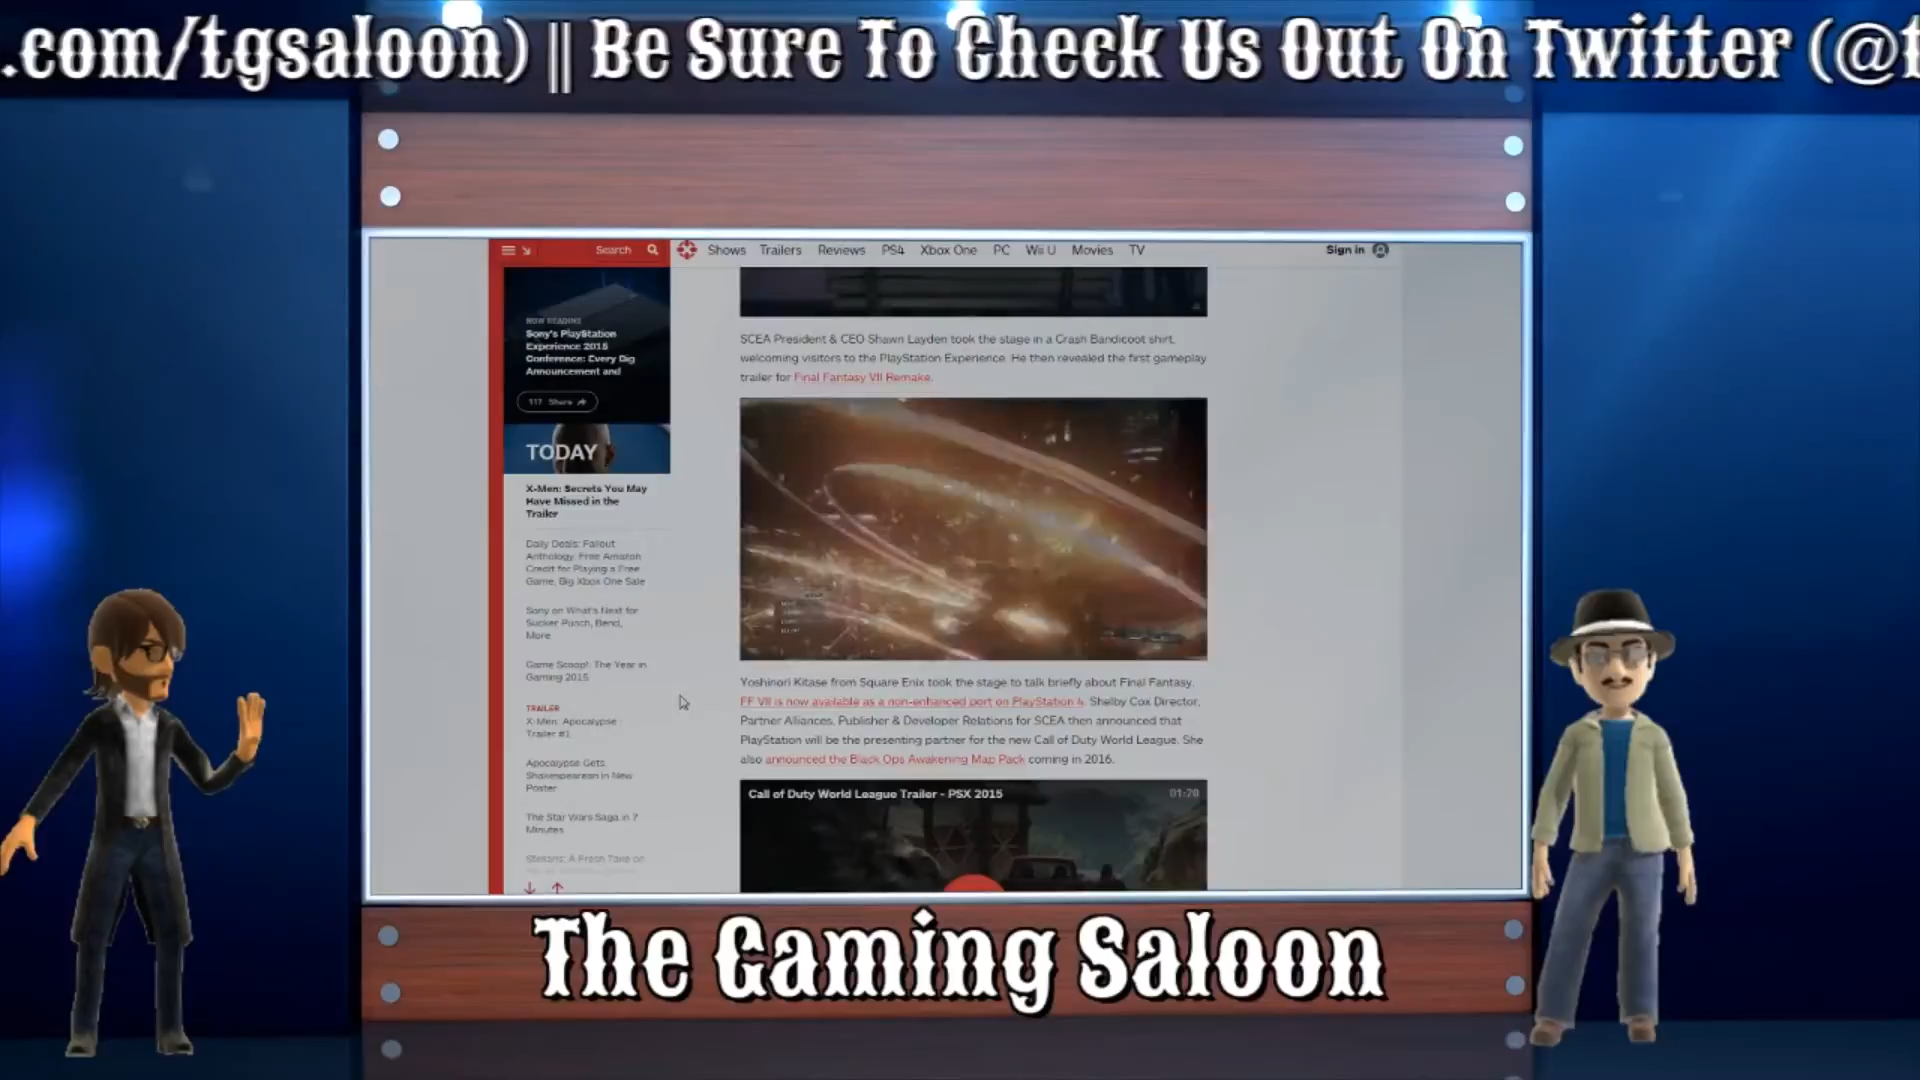 .com/tgsaloon) || Be Sure To Check Us Out On Twitter (@t
Search
Shows Trailers Reviews PS4 Xbox One PC Wii U Movies TV
Sign in
NOW READING
Sony's PlayStation
Experience 2015
Conference: Every Big
Announcement and
117 Share
TODAY
X-Men: Secrets You May
Have Missed in the
Trailer
Daily Deals: Fallout
Anthology, Free Amazon
Credit for Playing a Free
Game, Big Xbox One Sale
Sony on What's Next for
Sucker Punch, Bend,
More
Game Scoop!: The Year in
Gaming 2015
TRAILER
X-Men: Apocalypse
Trailer #1
Apocalypse Gets
Shakespearean in New
Poster
The Star Wars Saga in 7
Minutes
A Fresh Take on
SCEA President & CEO Shawn Layden took the stage in a Crash Bandicoot shirt,
welcoming visitors to the PlayStation Experience. He then revealed the first gameplay
trailer for Final Fantasy VII Remake.
Yoshinori Kitase from Square Enix took the stage to talk briefly about Final Fantasy.
FF VII is now available as a non-enhanced port on PlayStation 4. Shelby Cox Director,
Partner Alliances, Publisher & Developer Relations for SCEA then announced that
PlayStation will be the presenting partner for the new Call of Duty World League. She
also announced the Black Ops Awakening Map Pack coming in 2016.
Call of Duty World League Trailer - PSX 2015
01:20
The Gaming Saloon